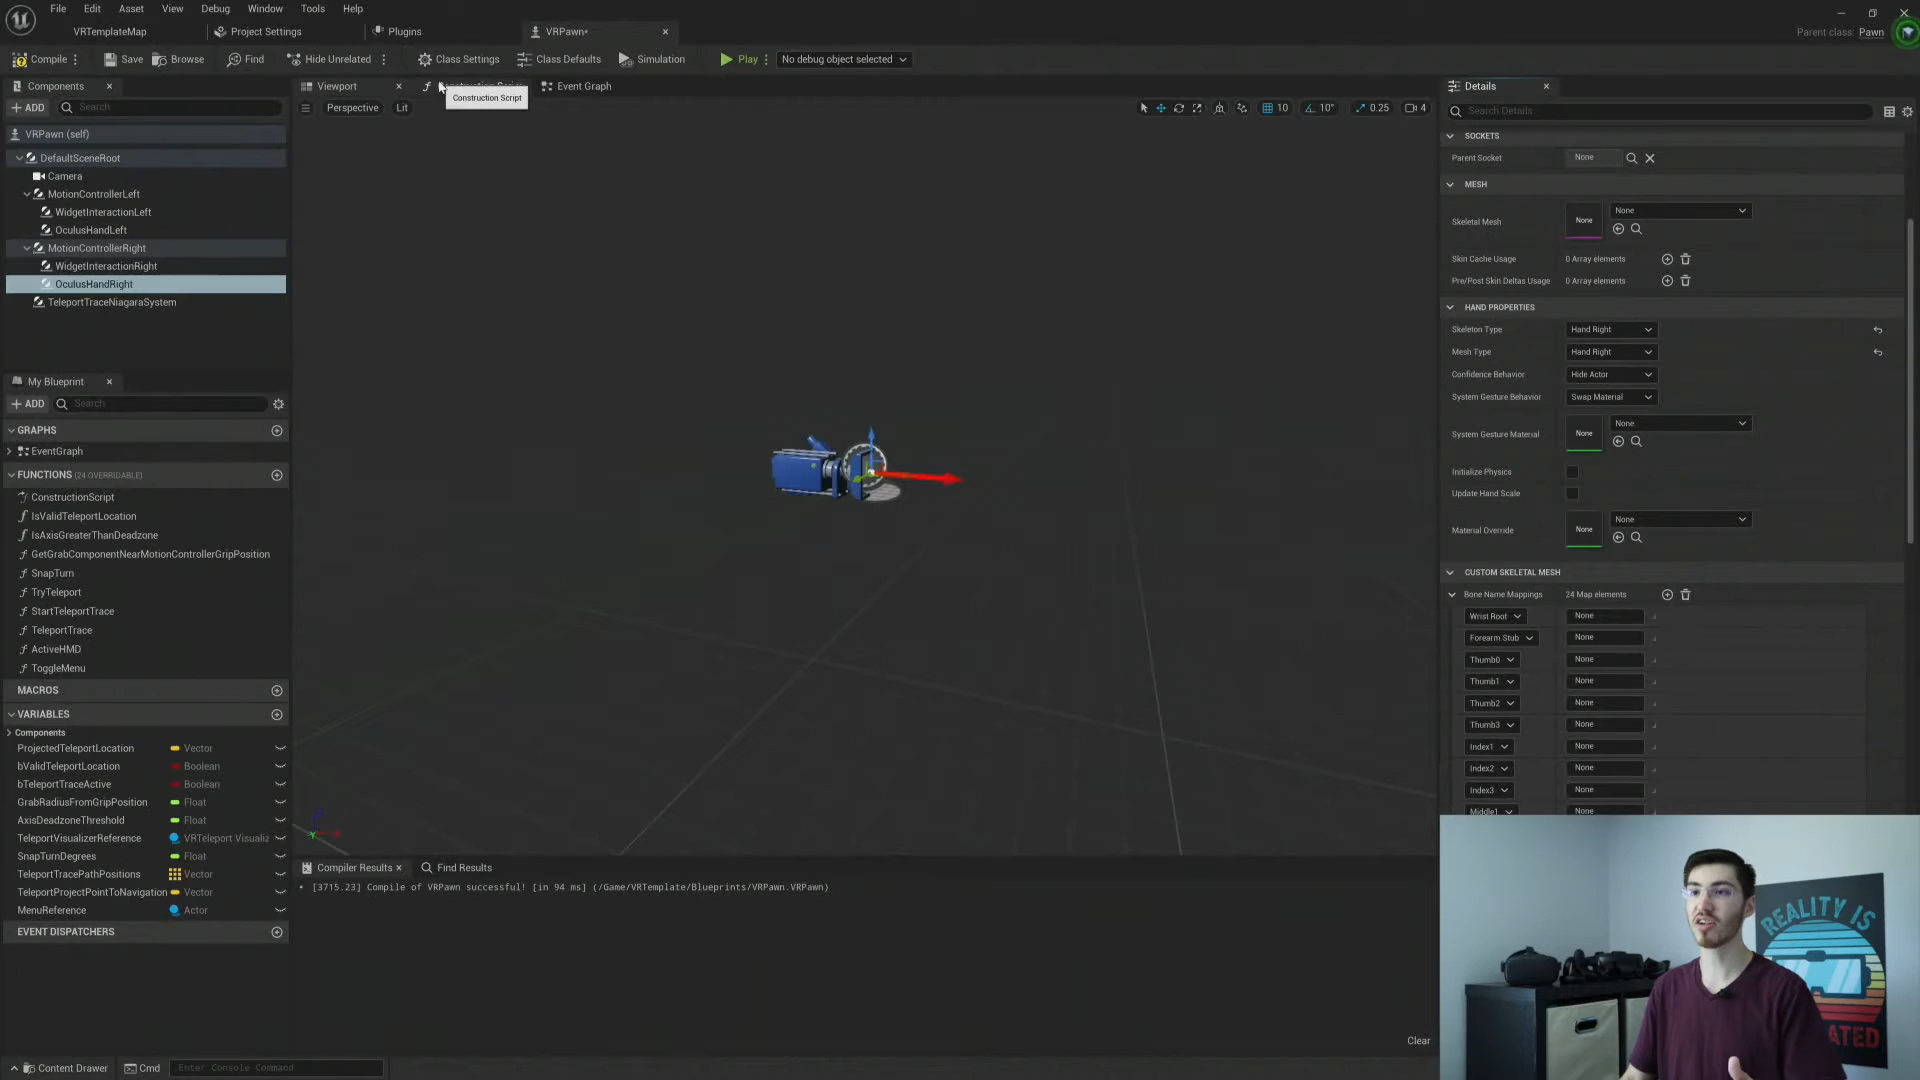 File Edit Asset View Debug Window Tools Help
VRTemplateMap Project Settings Plugins VRPawn•
Parent class: Pawn
Compile Save Browse Find Hide Unrelated Class Settings Class Defaults Simulation Play No debug object selected
Components
ADD Search
VRPawn (self)
DefaultSceneRoot
Camera
MotionControllerLeft
WidgetInteractionLeft
OculusHandLeft
MotionControllerRight
WidgetInteractionRight
OculusHandRight
TeleportTraceNiagaraSystem
My Blueprint
ADD Search
GRAPHS
EventGraph
FUNCTIONS (24 OVERRIDABLE)
ConstructionScript
IsValidTeleportLocation
IsAxisGreaterThanDeadzone
GetGrabComponentNearMotionControllerGripPosition
SnapTurn
TryTeleport
StartTeleportTrace
TeleportTrace
ActiveHMD
ToggleMenu
MACROS
VARIABLES
Components
ProjectedTeleportLocation Vector
bValidTeleportLocation Boolean
bTeleportTraceActive Boolean
GrabRadiusFromGripPosition Float
AxisDeadzoneThreshold Float
TeleportVisualizerReference VRTeleport Visualiz
SnapTurnDegrees Float
TeleportTracePathPositions Vector
TeleportProjectPointToNavigation Vector
MenuReference Actor
EVENT DISPATCHERS
Viewport Event Graph
Construction Script
Perspective Lit
10 10° 0.25 4
Compiler Results Find Results
[3715.23] Compile of VRPawn successful! [in 94 ms] (/Game/VRTemplate/Blueprints/VRPawn.VRPawn)
Clear
Details
Search Details
SOCKETS
Parent Socket None
MESH
Skeletal Mesh None None
Skin Cache Usage 0 Array elements
Pre/Post Skin Deltas Usage 0 Array elements
HAND PROPERTIES
Skeleton Type Hand Right
Mesh Type Hand Right
Confidence Behavior Hide Actor
System Gesture Behavior Swap Material
System Gesture Material None None
Initialize Physics
Update Hand Scale
Material Override None None
CUSTOM SKELETAL MESH
Bone Name Mappings 24 Map elements
Wrist Root None
Forearm Stub None
Thumb0 None
Thumb1 None
Thumb2 None
Thumb3 None
Index1 None
Index2 None
Index3 None
Middle1 None
REALITY IS
Content Drawer Cmd Enter Console Command